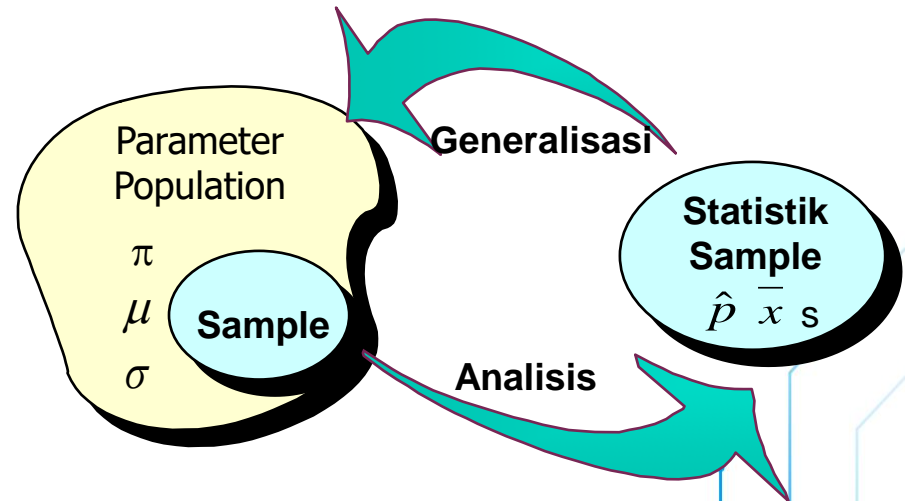 Parameter
Population
π
μ
σ
Sample
Generalisasi
Statistik
Sample
p̂ x̅ s
Analisis